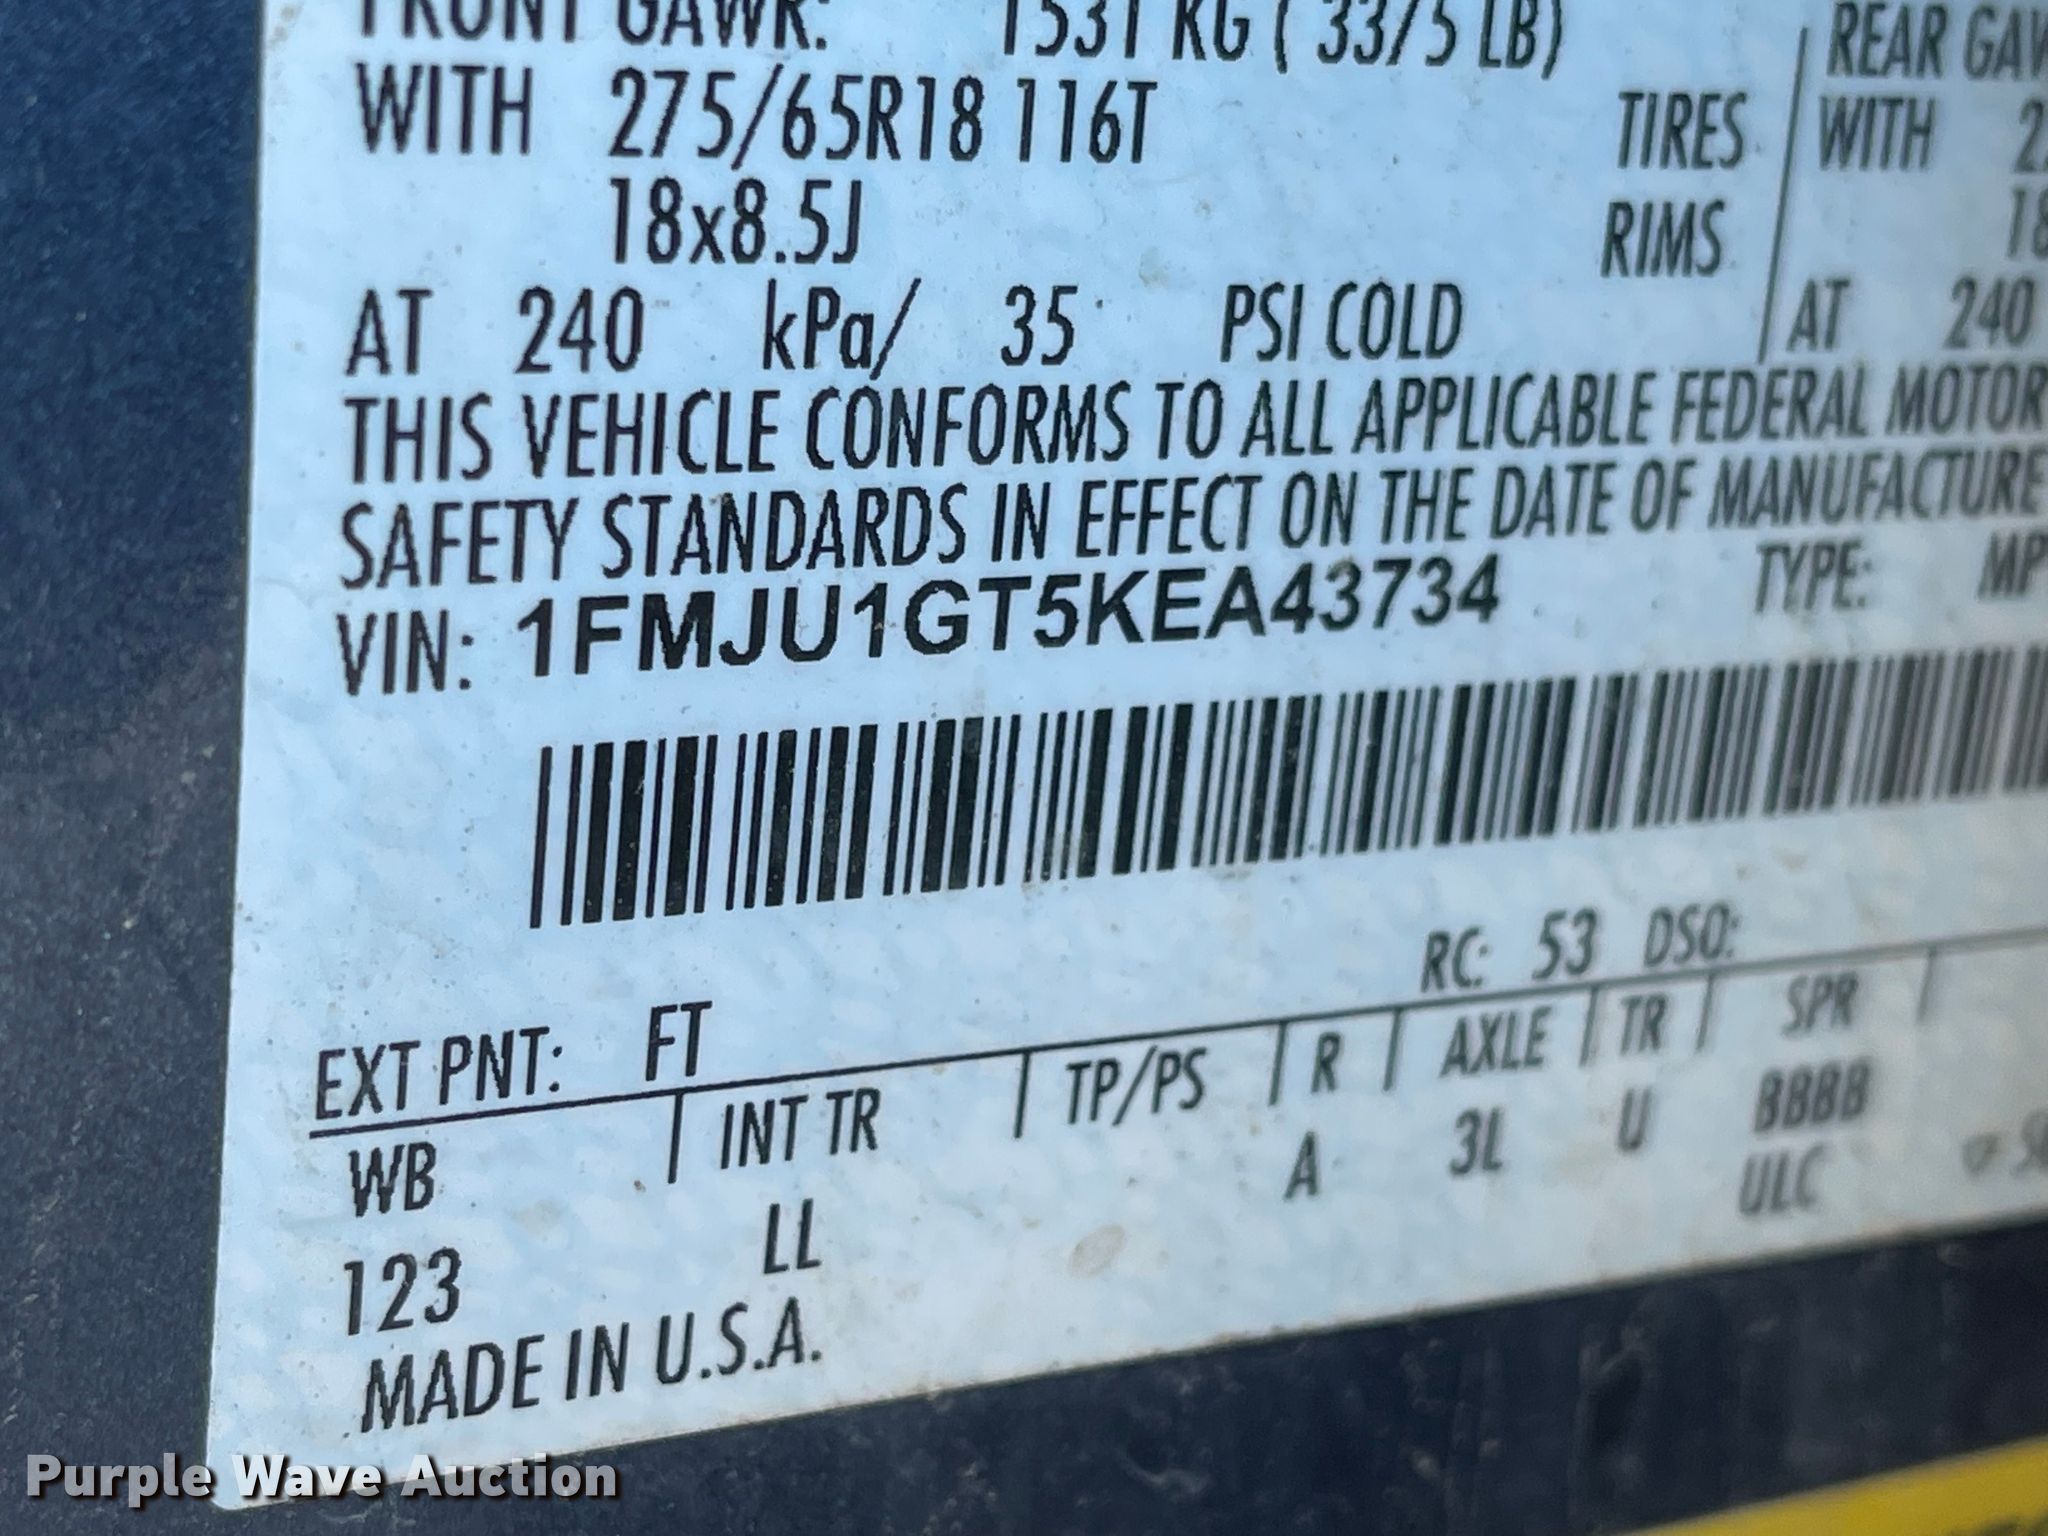 FRONT GAWR: 1531 KG ( 3375 LB) REAR GAW
WITH 275/65R18 116T TIRES WITH
18x8.5J RIMS 18
AT 240 kPa/ 35 PSI COLD AT 240
THIS VEHICLE CONFORMS TO ALL APPLICABLE FEDERAL MOTOR
SAFETY STANDARDS IN EFFECT ON THE DATE OF MANUFACTURE
VIN: 1FMJU1GT5KEA43734 TYPE: MP
RC: 53 DSO:
EXT PNT: FT
WB INT TR TP/PS R AXLE TR SPR
123 LL A 3L U BBBB
ULC
MADE IN U.S.A.
Purple Wave Auction